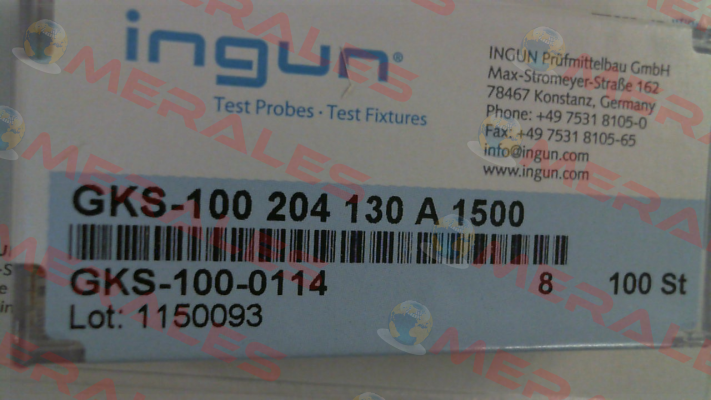 ingun®
Test Probes · Test Fixtures
INGUN Prüfmittelbau GmbH
Max-Stromeyer-Straße 162
78467 Konstanz, Germany
Phone: +49 7531 8105-0
Fax: +49 7531 8105-65
info@ingun.com
www.ingun.com
GKS-100 204 130 A 1500
GKS-100-0114 8 100 St
Lot: 1150093
MERALES